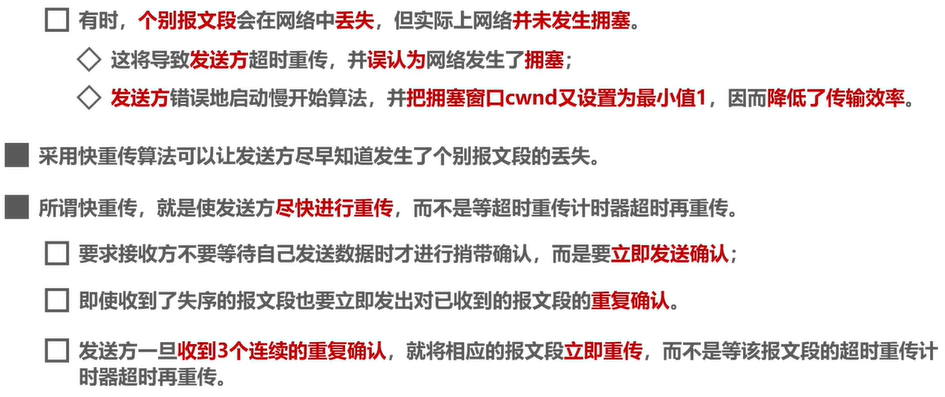 有时，个别报文段会在网络中丢失，但实际上网络并未发生拥塞。
这将导致发送方超时重传，并误认为网络发生了拥塞；
发送方错误地启动慢开始算法，并把拥塞窗口cwnd又设置为最小值1，因而降低了传输效率。
采用快重传算法可以让发送方尽早知道发生了个别报文段的丢失。
所谓快重传，就是使发送方尽快进行重传，而不是等超时重传计时器超时再重传。
要求接收方不要等待自己发送数据时才进行捎带确认，而是要立即发送确认；
即使收到了失序的报文段也要立即发出对已收到的报文段的重复确认。
发送方一旦收到3个连续的重复确认，就将相应的报文段立即重传，而不是等该报文段的超时重传计
时器超时再重传。